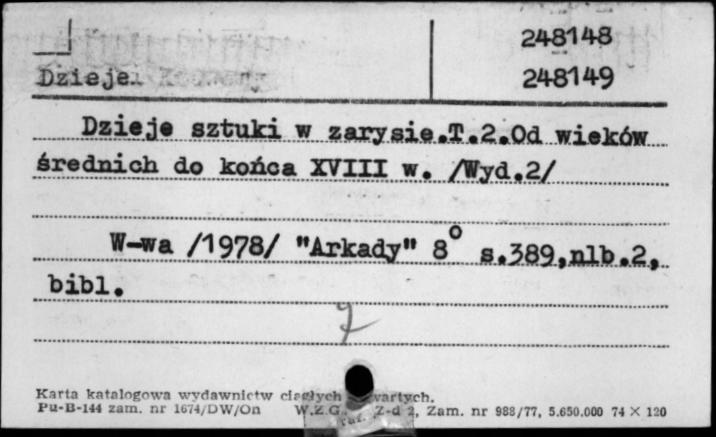 248148
Dzieje 248149
Dzieje sztuki w zarysie.T.2.Od wieków
średnich do końca XVIII w. /Wyd.2/
W-wa /1978/ "Arkady" 8° s.389,nlb.2,
bibl.
Karta katalogowa wydawnictw ciągłych
Pu-B-144 zam. nr 1674/DW/On W.Z.G. Z-d 2, Zam. nr 988/77, 5.650.000 74 × 120